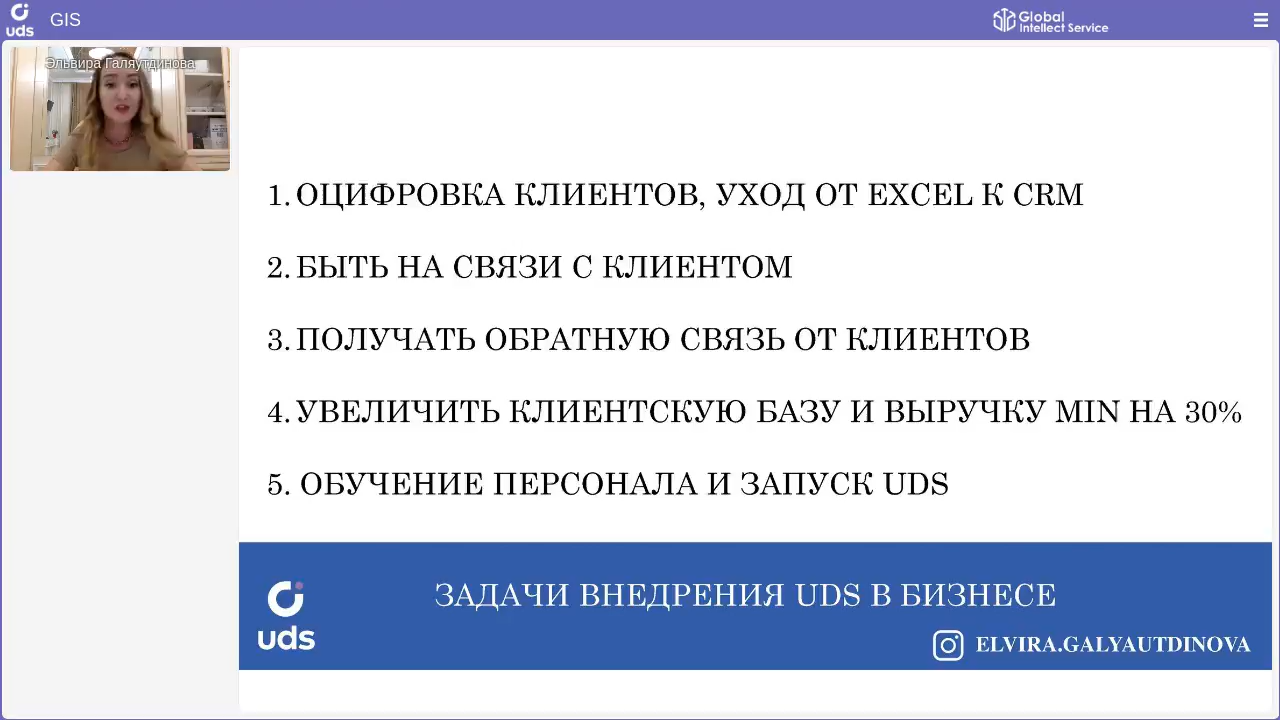 uds
GIS
Global
Intellect Service
Эльвира Галяутдинова
1. ОЦИФРОВКА КЛИЕНТОВ, УХОД ОТ EXCEL К CRM
2. БЫТЬ НА СВЯЗИ С КЛИЕНТОМ
3. ПОЛУЧАТЬ ОБРАТНУЮ СВЯЗЬ ОТ КЛИЕНТОВ
4. УВЕЛИЧИТЬ КЛИЕНТСКУЮ БАЗУ И ВЫРУЧКУ MIN НА 30%
5. ОБУЧЕНИЕ ПЕРСОНАЛА И ЗАПУСК UDS
ЗАДАЧИ ВНЕДРЕНИЯ UDS В БИЗНЕСЕ
uds
ELVIRA.GALYAUTDINOVA